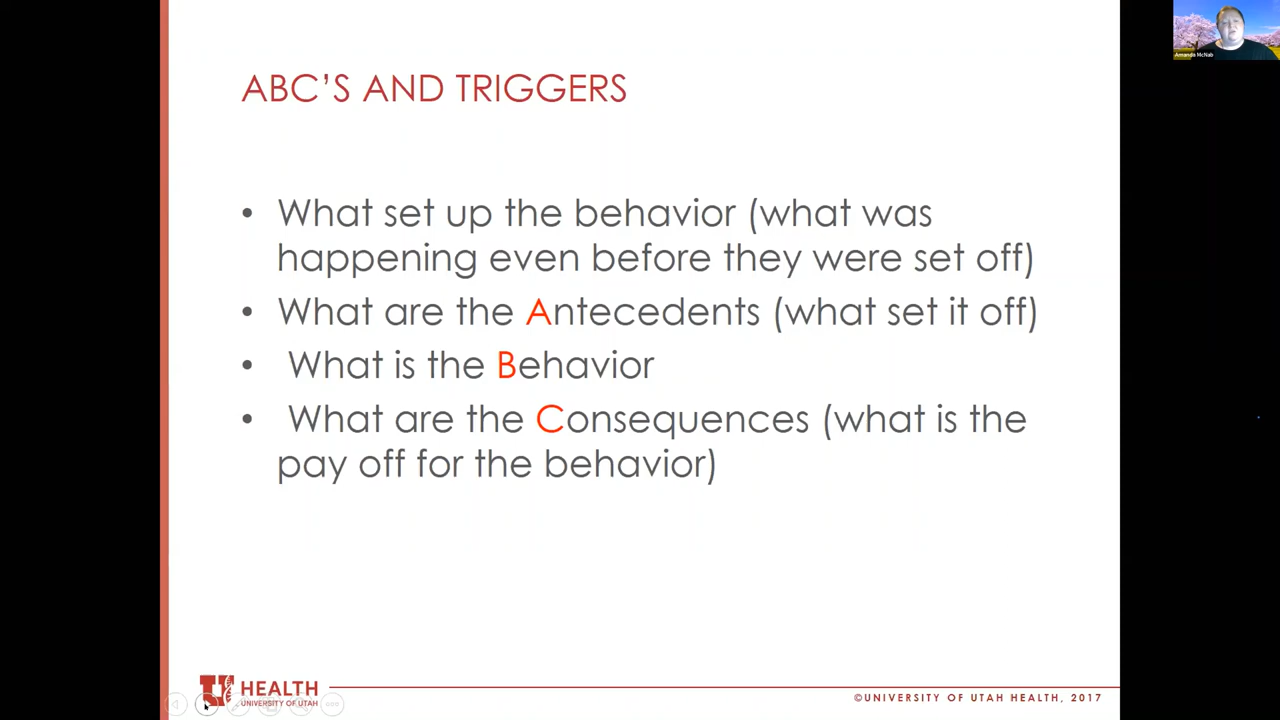 Amanda McNab
ABC’S AND TRIGGERS
• What set up the behavior (what was
happening even before they were set off)
• What are the Antecedents (what set it off)
• What is the Behavior
• What are the Consequences (what is the
pay off for the behavior)
U HEALTH
UNIVERSITY OF UTAH
©UNIVERSITY OF UTAH HEALTH, 2017